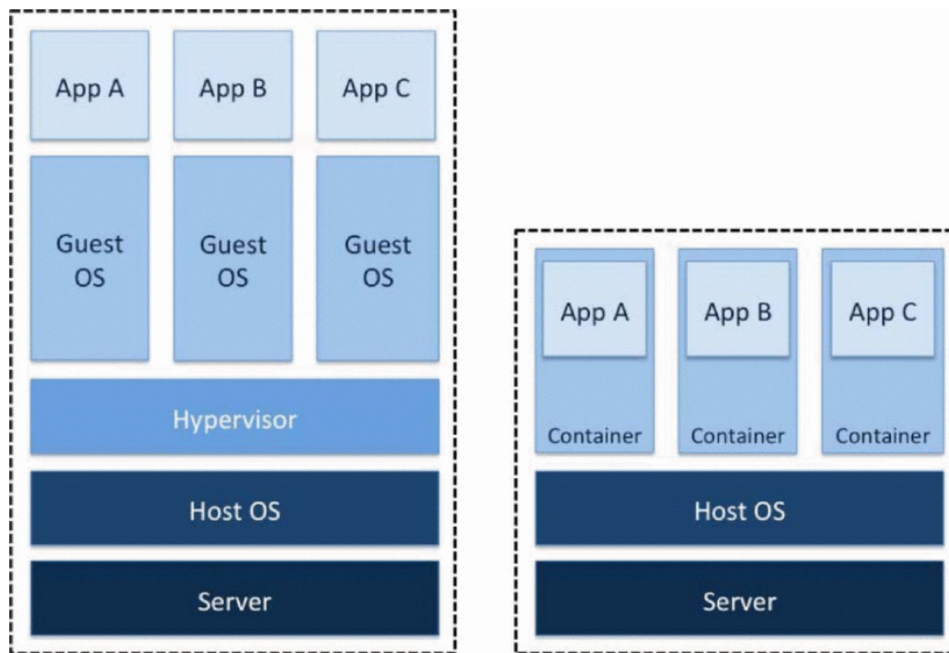 App A
App B
App C
Guest
OS
Guest
OS
Guest
OS
Hypervisor
Host OS
Server
App A
App B
App C
Container
Container
Container
Host OS
Server